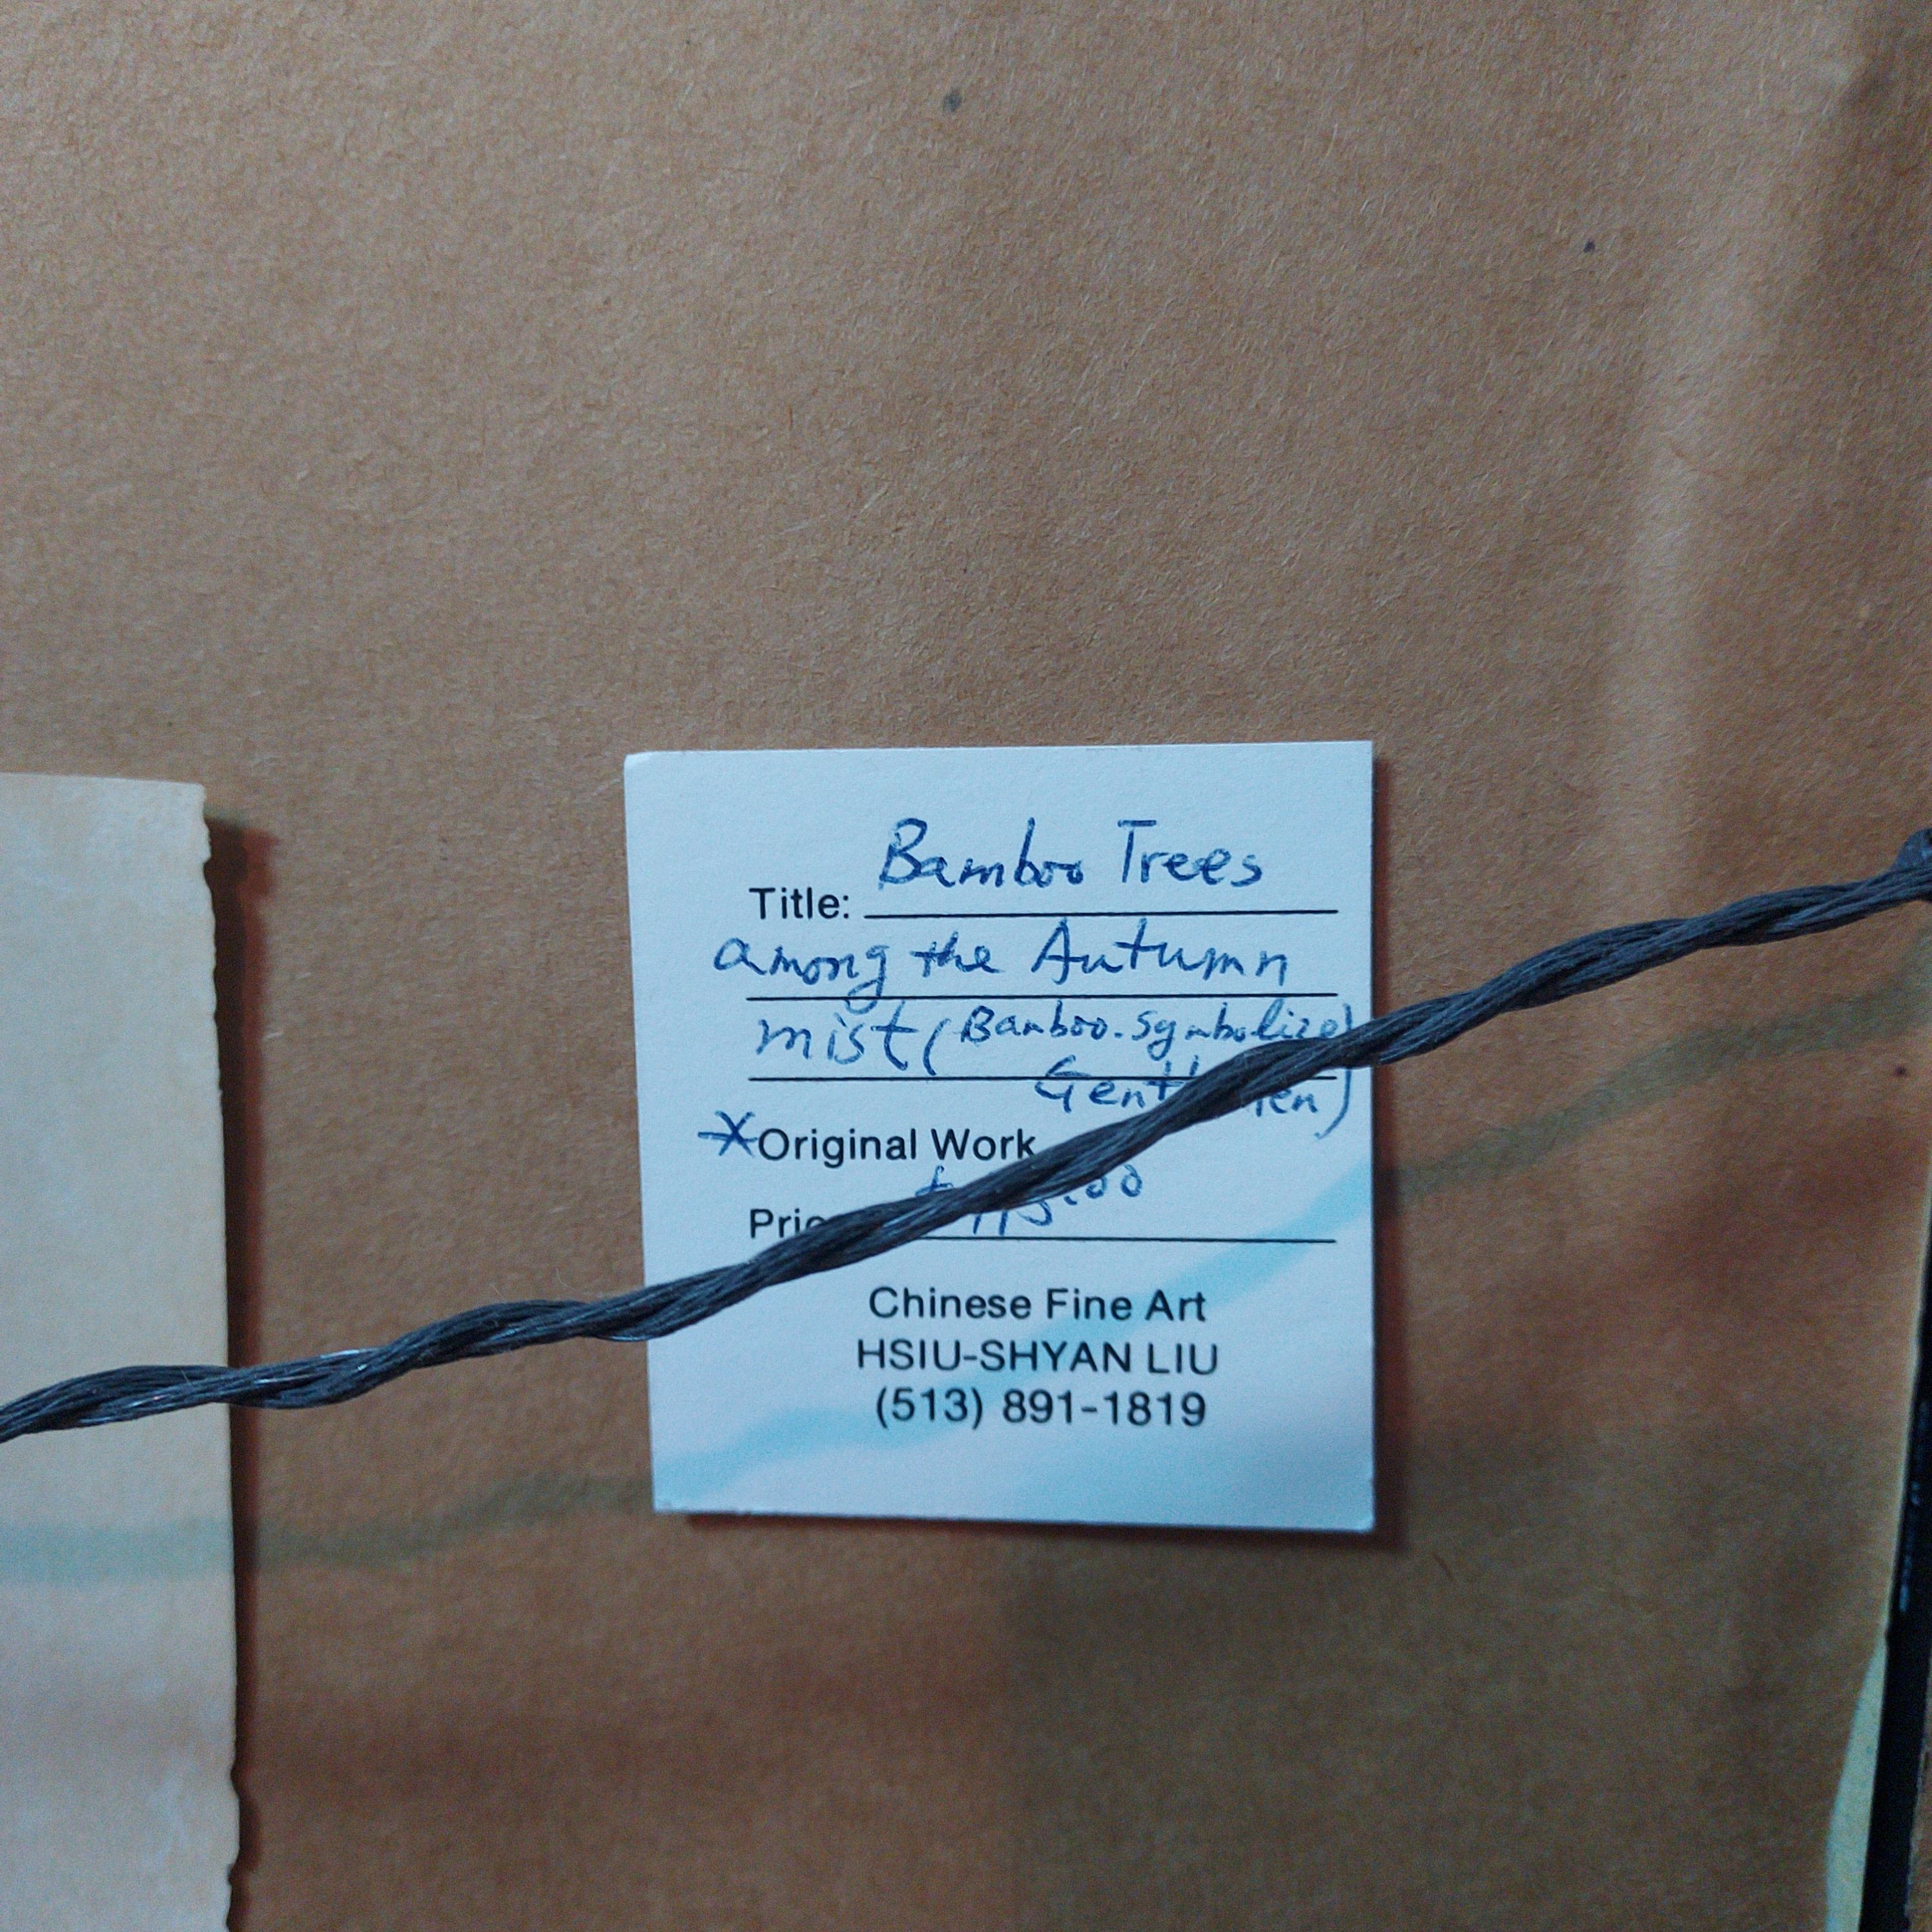 Bamboo Trees
Title:
among the Autumn
mist (Bamboo. symbolize
Original Work
Chinese Fine Art
HSIU-SHYAN LIU
(513) 891-1819